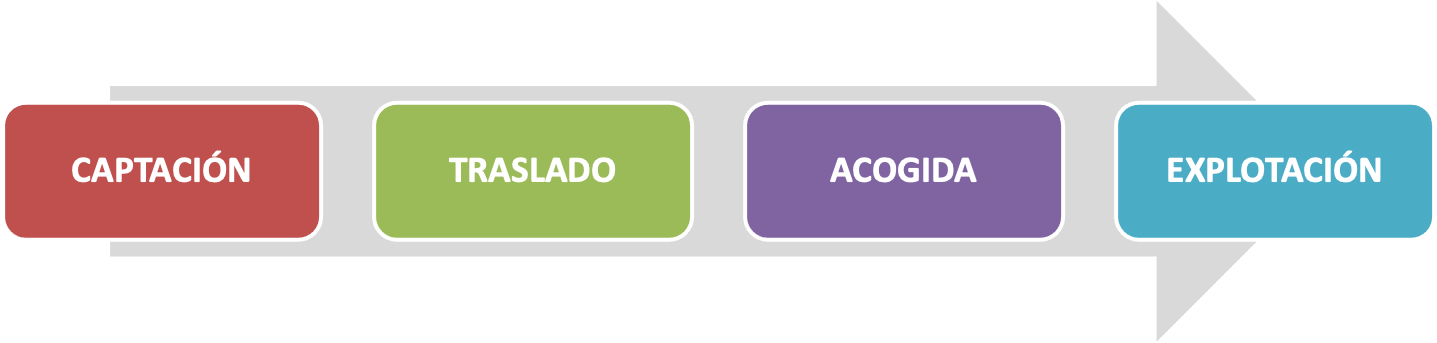 CAPTACIÓN
TRASLADO
ACOGIDA
EXPLOTACIÓN